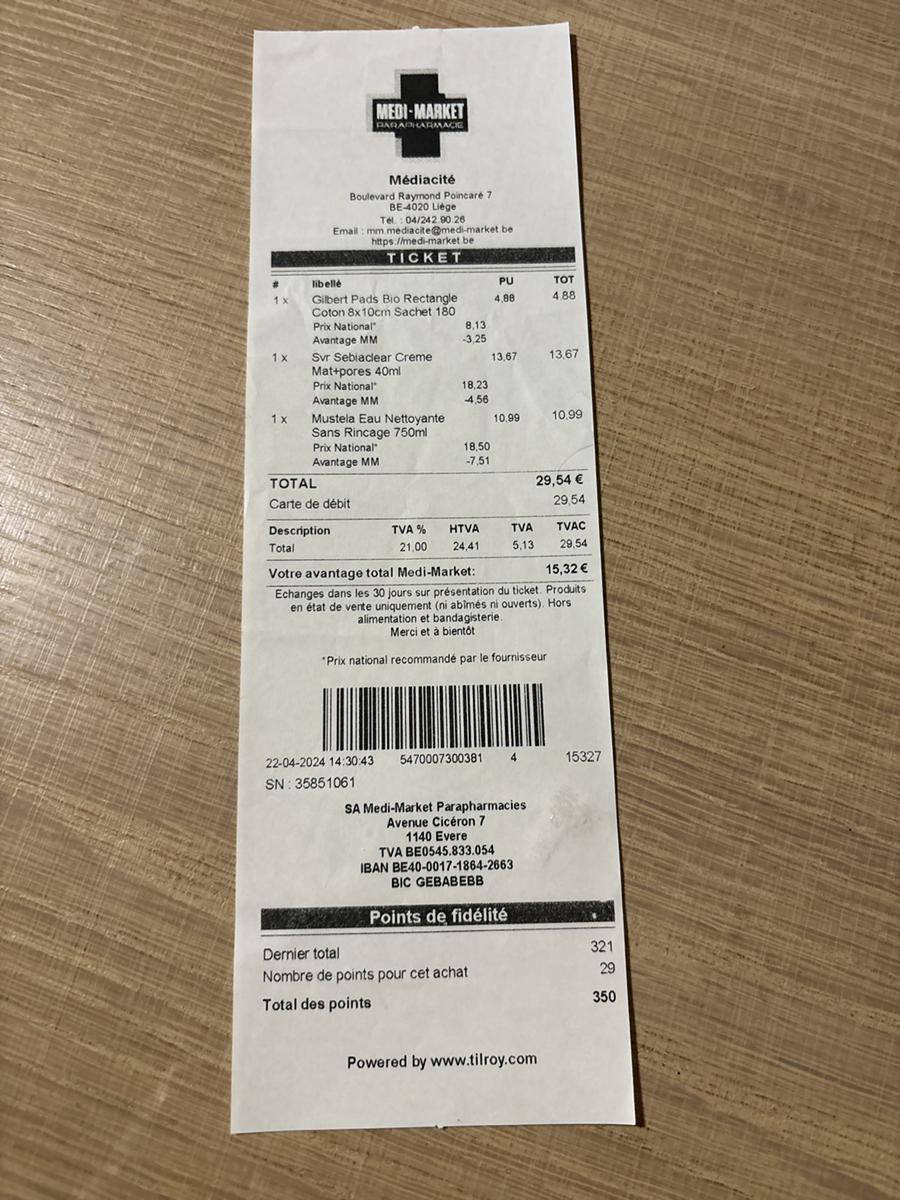 MEDI-MARKET
PARAPHARMACIE
Médiacité
Boulevard Raymond Poincaré 7
BE-4020 Liège
Tél. : 04/242.90.26
Email : mm.mediacite@medi-market.be
https://medi-market.be
TICKET
# libellé PU TOT
1 x Gilbert Pads Bio Rectangle 4,88 4,88
Coton 8x10cm Sachet 180
Prix National* 8,13
Avantage MM -3,25
1 x Svr Sebiaclear Creme 13,67 13,67
Mat+pores 40ml
Prix National* 18,23
Avantage MM -4,56
1 x Mustela Eau Nettoyante 10,99 10,99
Sans Rincage 750ml
Prix National* 18,50
Avantage MM -7,51
TOTAL 29,54 €
Carte de débit 29,54
Description TVA % HTVA TVA TVAC
Total 21,00 24,41 5,13 29,54
Votre avantage total Medi-Market: 15,32 €
Echanges dans les 30 jours sur présentation du ticket. Produits
en état de vente uniquement (ni abîmés ni ouverts). Hors
alimentation et bandagisterie.
Merci et à bientôt
*Prix national recommandé par le fournisseur
22-04-2024 14:30:43 5470007300381 4 15327
SN : 35851061
SA Medi-Market Parapharmacies
Avenue Cicéron 7
1140 Evere
TVA BE0545.833.054
IBAN BE40-0017-1864-2663
BIC GEBABEBB
Points de fidélité
Dernier total 321
Nombre de points pour cet achat 29
Total des points 350
Powered by www.tilroy.com